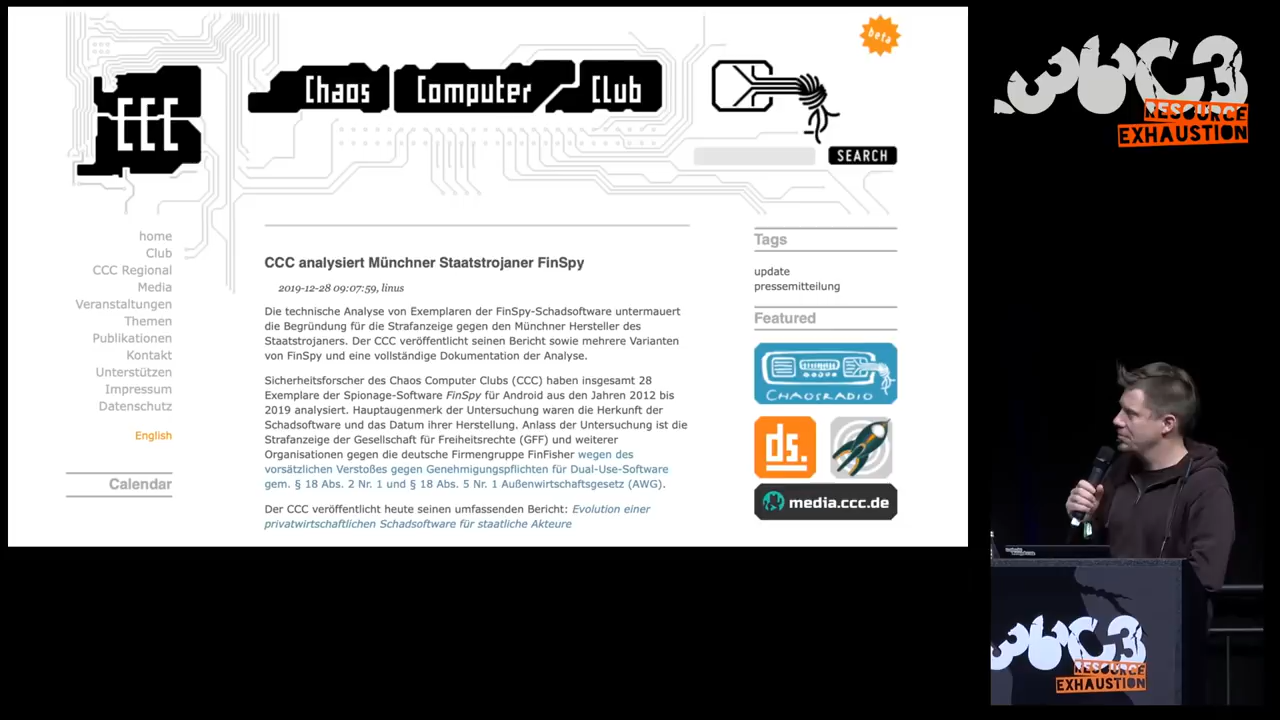 beta
CCC
Chaos Computer Club
SEARCH
home
Club
CCC Regional
Media
Veranstaltungen
Themen
Publikationen
Kontakt
Unterstützen
Impressum
Datenschutz
English
Calendar
CCC analysiert Münchner Staatstrojaner FinSpy
2019-12-28 09:07:59, linus
Die technische Analyse von Exemplaren der FinSpy-Schadsoftware untermauert
die Begründung für die Strafanzeige gegen den Münchner Hersteller des
Staatstrojaners. Der CCC veröffentlicht seinen Bericht sowie mehrere Varianten
von FinSpy und eine vollständige Dokumentation der Analyse.
Sicherheitsforscher des Chaos Computer Clubs (CCC) haben insgesamt 28
Exemplare der Spionage-Software FinSpy für Android aus den Jahren 2012 bis
2019 analysiert. Hauptaugenmerk der Untersuchung waren die Herkunft der
Schadsoftware und das Datum ihrer Herstellung. Anlass der Untersuchung ist die
Strafanzeige der Gesellschaft für Freiheitsrechte (GFF) und weiterer
Organisationen gegen die deutsche Firmengruppe FinFisher wegen des
vorsätzlichen Verstoßes gegen Genehmigungspflichten für Dual-Use-Software
gem. § 18 Abs. 2 Nr. 1 und § 18 Abs. 5 Nr. 1 Außenwirtschaftsgesetz (AWG).
Der CCC veröffentlicht heute seinen umfassenden Bericht: Evolution einer
privatwirtschaftlichen Schadsoftware für staatliche Akteure
Tags
update
pressemitteilung
Featured
CHAOSRADIO
ds.
media.ccc.de
36C3
RESOURCE
EXHAUSTION
36C3
RESOURCE
EXHAUSTION